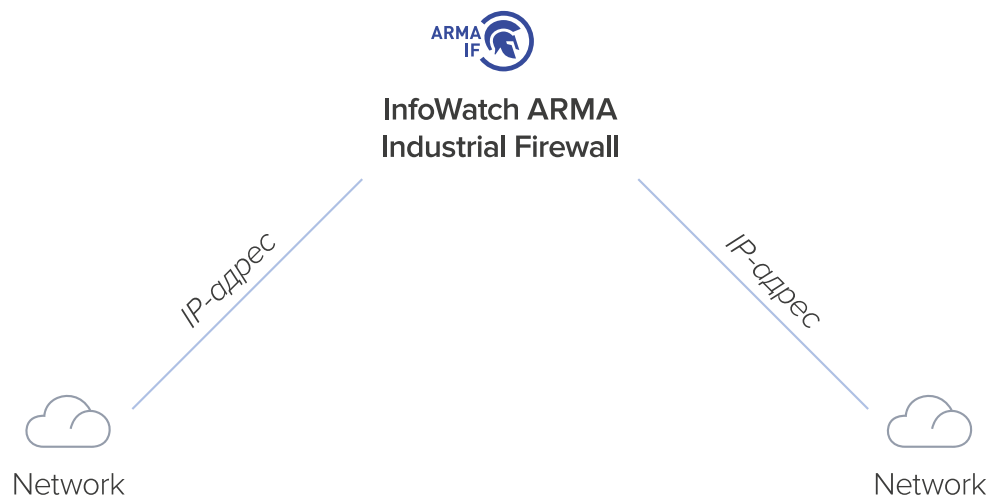 ARMA
IF
InfoWatch ARMA
Industrial Firewall
IP-адрес
IP-адрес
Network
Network